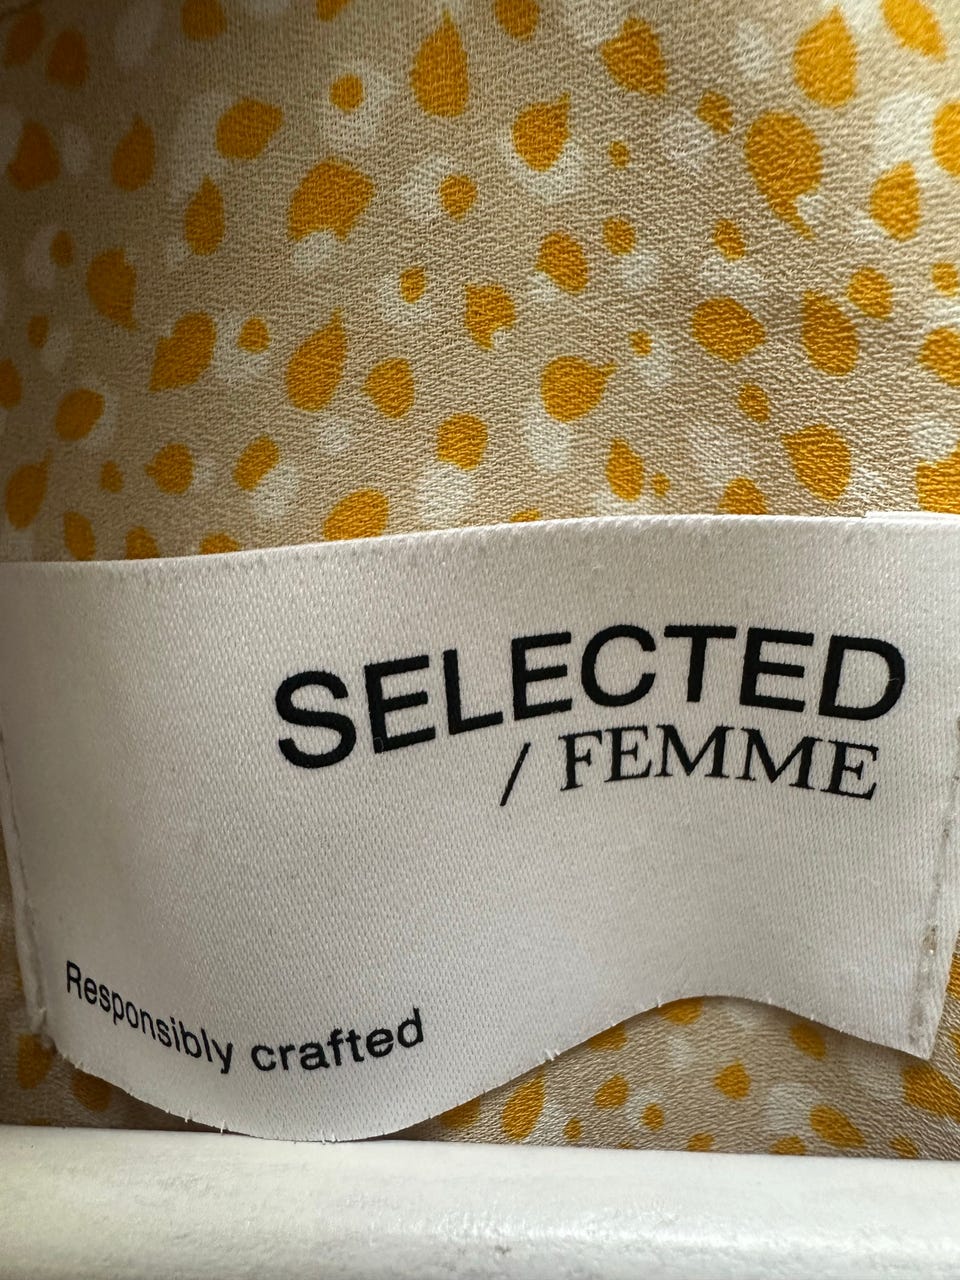 SELECTED
/ FEMME
Responsibly crafted